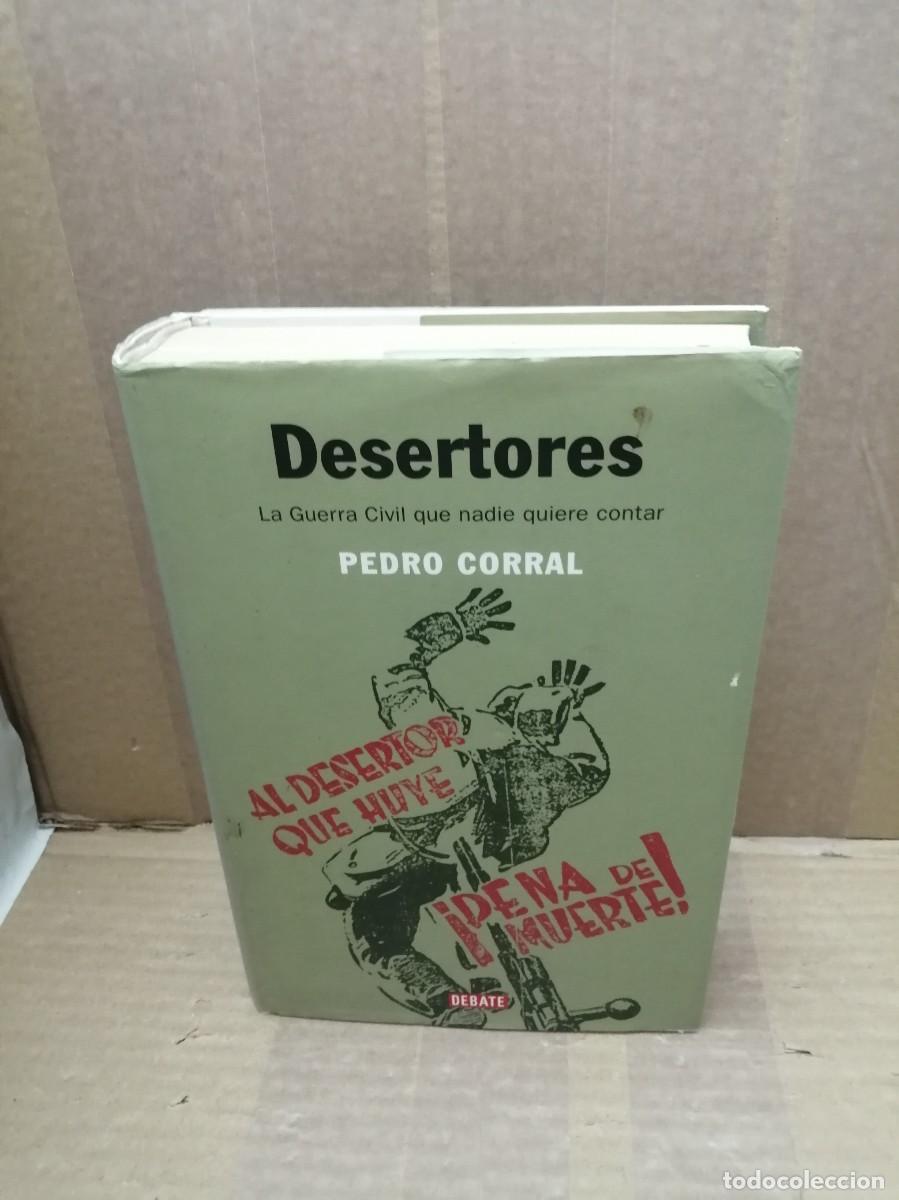 Desertores
La Guerra Civil que nadie quiere contar
PEDRO CORRAL
AL DESERTOR
QUE HUYE
¡PENA DE
MUERTE!
DEBATE
todocoleccion